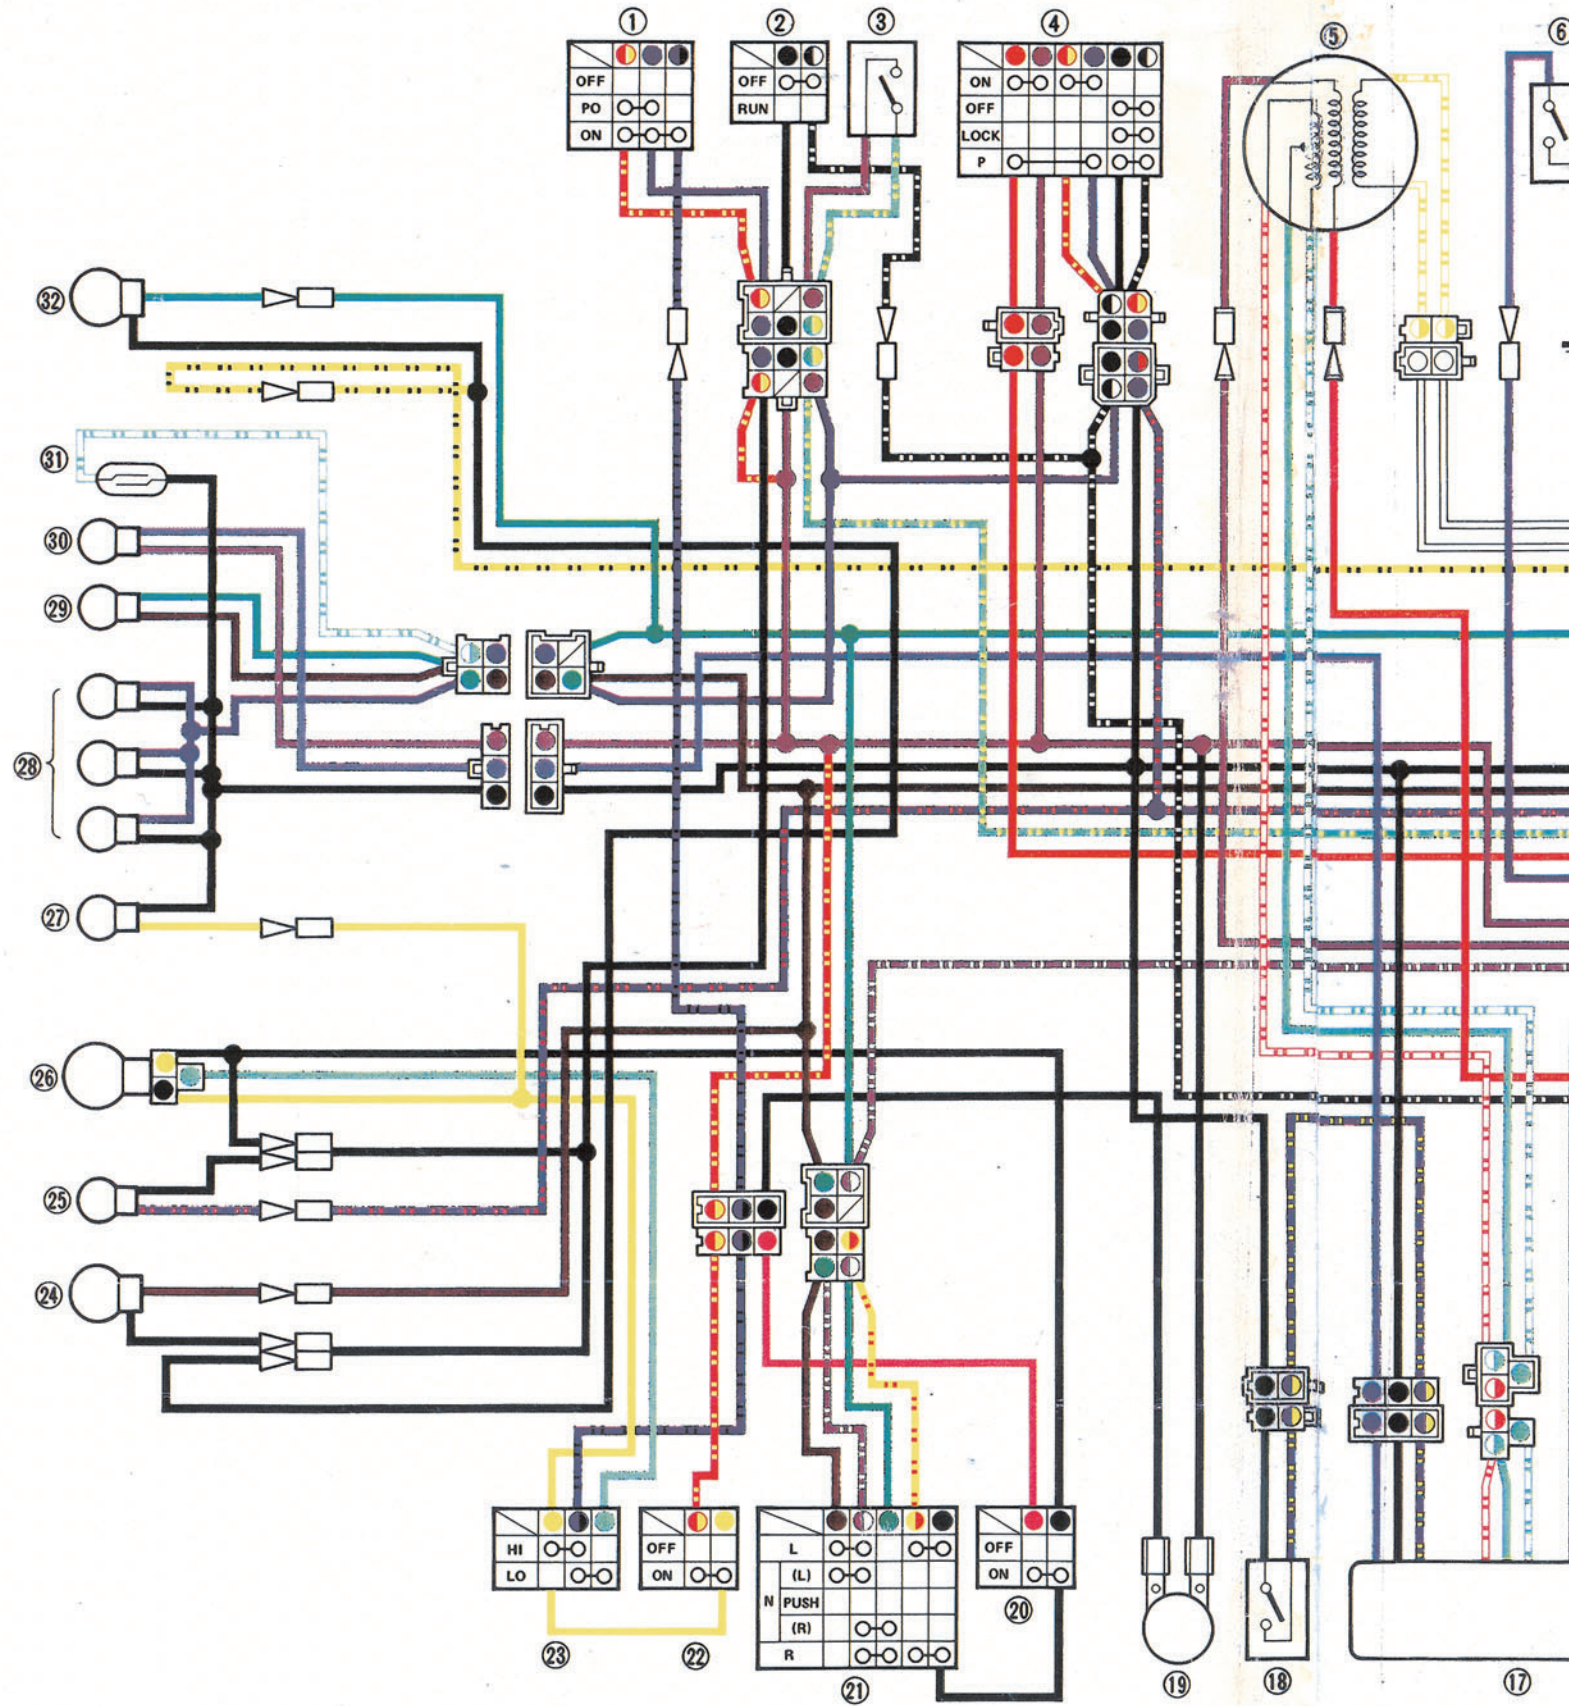 ① ② ③ ④ ⑤ ⑥
OFF
PO
ON
OFF
RUN
ON
OFF
LOCK
P
㉜
㉛
㉚
㉙
㉘
㉗
㉖
㉕
㉔
HI
LO
OFF
ON
L
(L)
N PUSH
(R)
R
OFF
ON
㉓ ㉒ ㉑ ⑳ ⑲ ⑱ ⑰